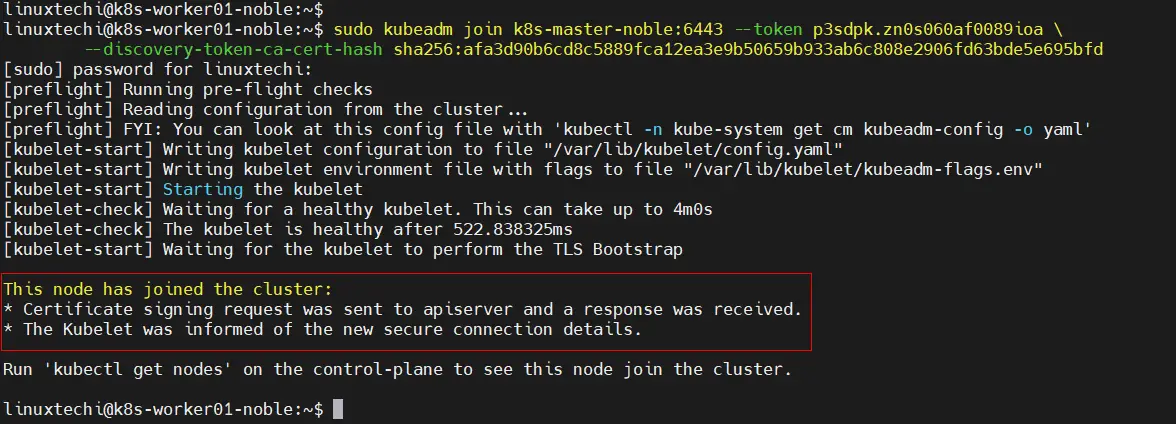 linuxtechi@k8s-worker01-noble:~$
linuxtechi@k8s-worker01-noble:~$ sudo kubeadm join k8s-master-noble:6443 --token p3sdpk.zn0s060af0089ioa \
--discovery-token-ca-cert-hash sha256:afa3d90b6cd8c5889fca12ea3e9b50659b933ab6c808e2906fd63bde5e695bfd
[sudo] password for linuxtechi:
[preflight] Running pre-flight checks
[preflight] Reading configuration from the cluster...
[preflight] FYI: You can look at this config file with 'kubectl -n kube-system get cm kubeadm-config -o yaml'
[kubelet-start] Writing kubelet configuration to file "/var/lib/kubelet/config.yaml"
[kubelet-start] Writing kubelet environment file with flags to file "/var/lib/kubelet/kubeadm-flags.env"
[kubelet-start] Starting the kubelet
[kubelet-check] Waiting for a healthy kubelet. This can take up to 4m0s
[kubelet-check] The kubelet is healthy after 522.838325ms
[kubelet-start] Waiting for the kubelet to perform the TLS Bootstrap
This node has joined the cluster:
* Certificate signing request was sent to apiserver and a response was received.
* The Kubelet was informed of the new secure connection details.
Run 'kubectl get nodes' on the control-plane to see this node join the cluster.
linuxtechi@k8s-worker01-noble:~$